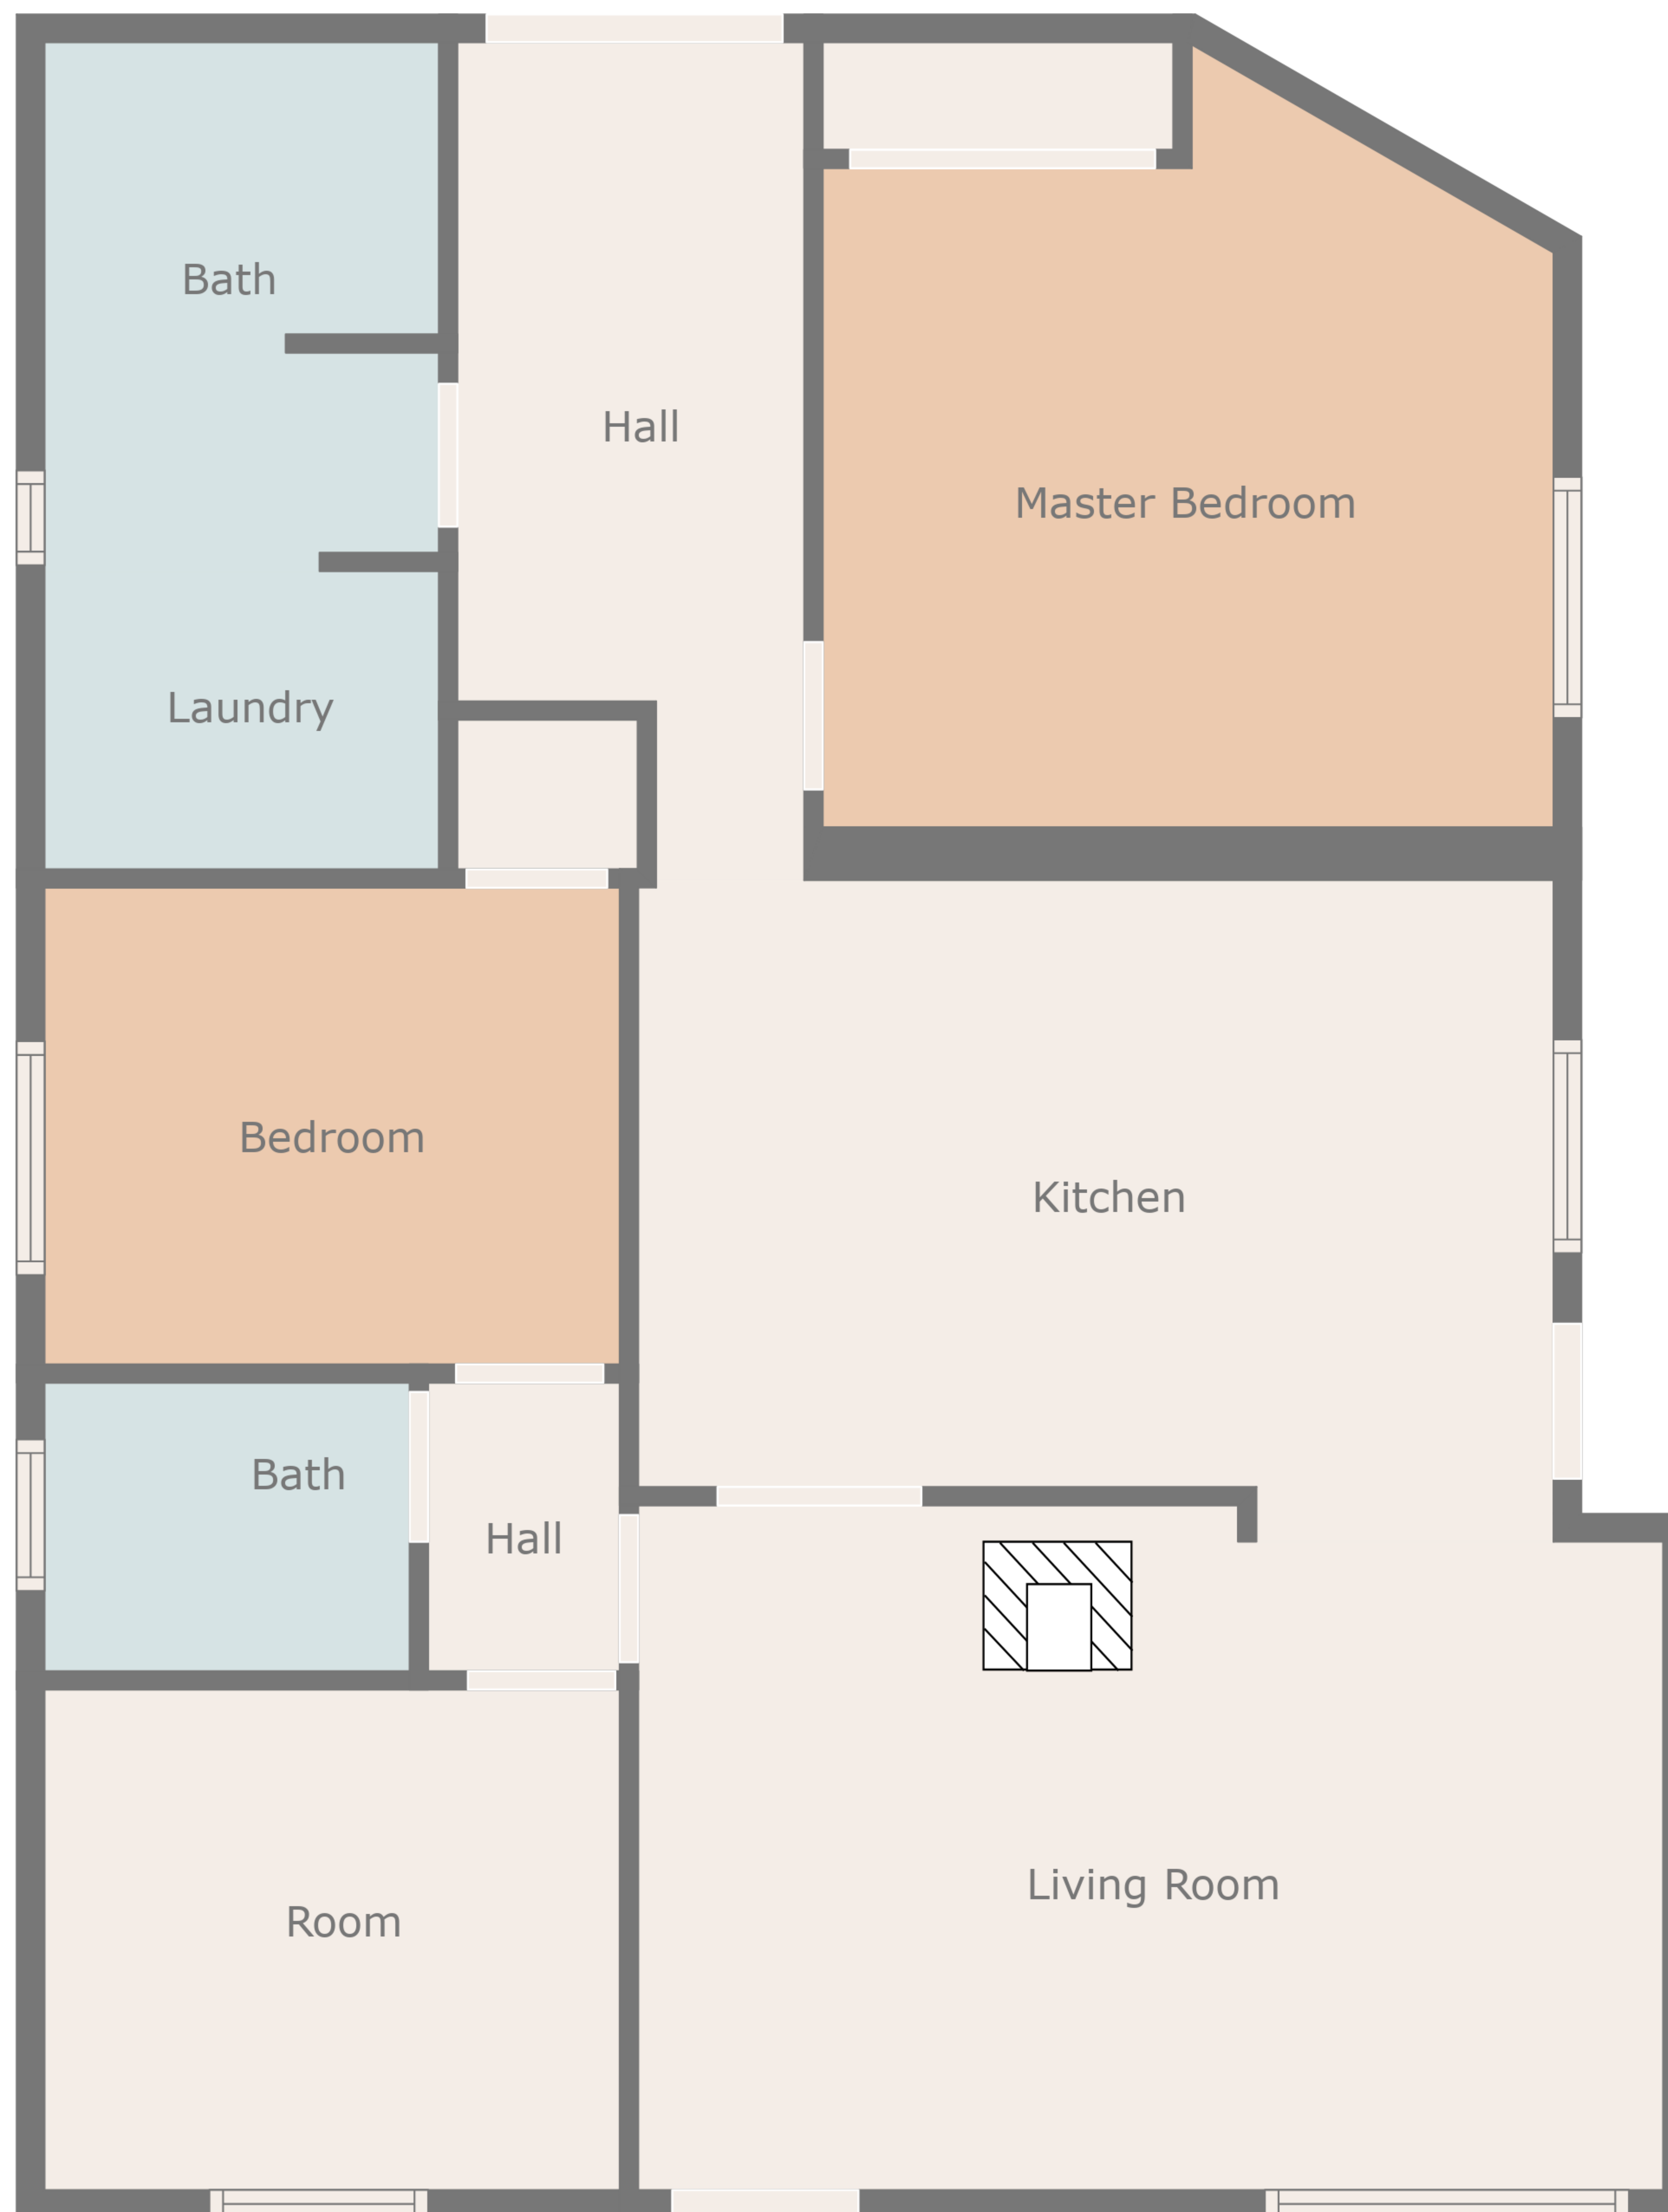 Bath
Hall
Master Bedroom
Laundry
Bedroom
Kitchen
Bath
Hall
Living Room
Room